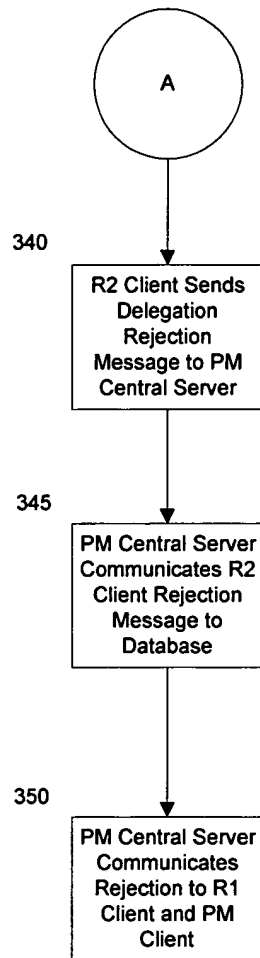 A
340
R2 Client Sends
Delegation
Rejection
Message to PM
Central Server
345
PM Central Server
Communicates R2
Client Rejection
Message to
Database
350
PM Central Server
Communicates
Rejection to R1
Client and PM
Client